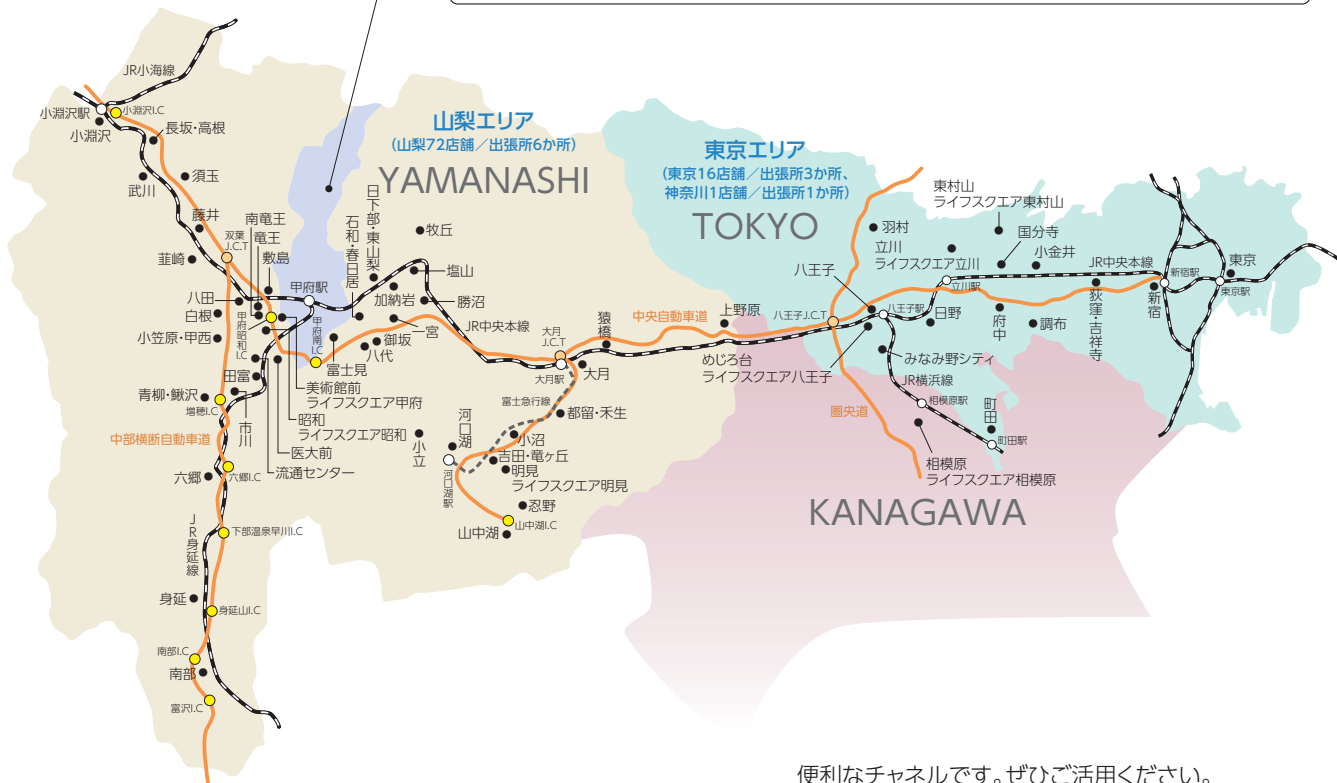 JR小海線
小淵沢駅
小淵沢I.C
小淵沢
長坂・高根
武川
須玉
藤井
双葉
J.C.T
韮崎
南竜王
竜王
敷島
甲府駅
八田
白根
甲府昭和I.C
小笠原・甲西
甲府南I.C
田富
青柳・鰍沢
増穂I.C
市川
中部横断自動車道
六郷
六郷I.C
JR身延線
下部温泉早川I.C
身延
身延山I.C
南部I.C
南部
富沢I.C
山梨エリア
(山梨72店舗/出張所6か所)
YAMANASHI
日下部・東山梨
石和・春日居
牧丘
塩山
加納岩
勝沼
一宮
御坂
八代
富士見
美術館前
ライフスクエア甲府
昭和
ライフスクエア昭和
医大前
流通センター
JR中央本線
大月
J.C.T
猿橋
大月駅
大月
中央自動車道
上野原
富士急行線
都留・禾生
小立
河口湖
河口湖駅
小沼
吉田・竜ヶ丘
明見
ライフスクエア明見
忍野
山中湖I.C
山中湖
東京エリア
(東京16店舗/出張所3か所、
神奈川1店舗/出張所1か所)
TOKYO
羽村
立川
ライフスクエア立川
東村山
ライフスクエア東村山
国分寺
小金井
JR中央本線
新宿駅
東京
東京駅
八王子
八王子J.C.T
八王子駅
立川駅
日野
府中
調布
荻窪・吉祥寺
新宿
めじろ台
ライフスクエア八王子
みなみ野シティ
JR横浜線
相模原駅
圏央道
町田
町田駅
相模原
ライフスクエア相模原
KANAGAWA
便利なチャネルです。ぜひご活用ください。